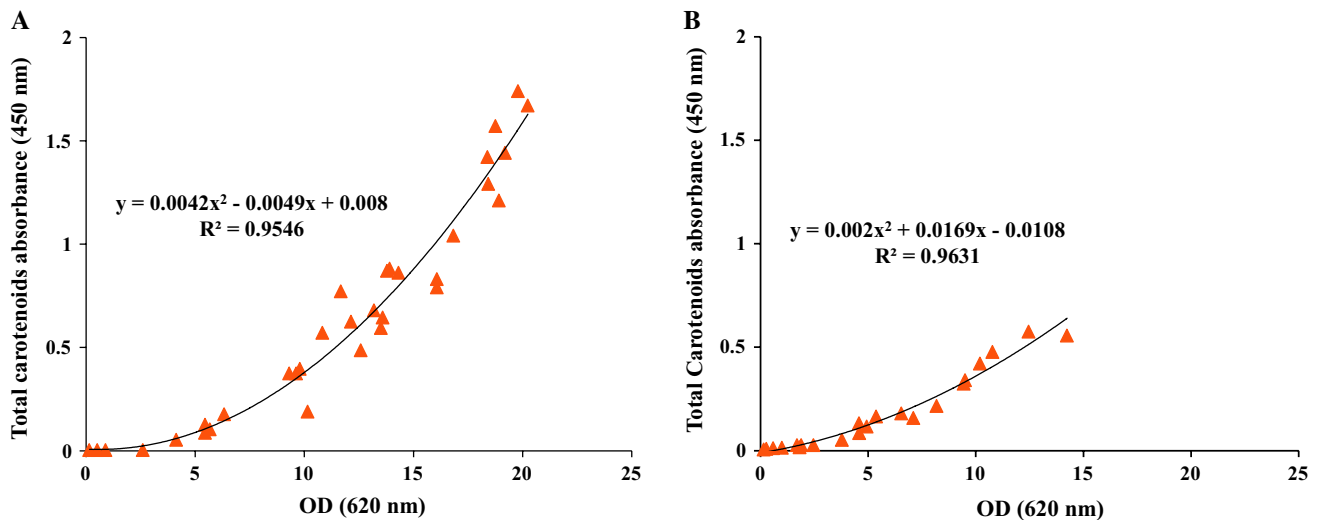 A
Total carotenoids absorbance (450 nm)
2
1.5
1
0.5
0
y = 0.0042x² - 0.0049x + 0.008
R² = 0.9546
0 5 10 15 20 25
OD (620 nm)
B
Total Carotenoids absorbance (450 nm)
2
1.5
1
0.5
0
y = 0.002x² + 0.0169x - 0.0108
R² = 0.9631
0 5 10 15 20 25
OD (620 nm)